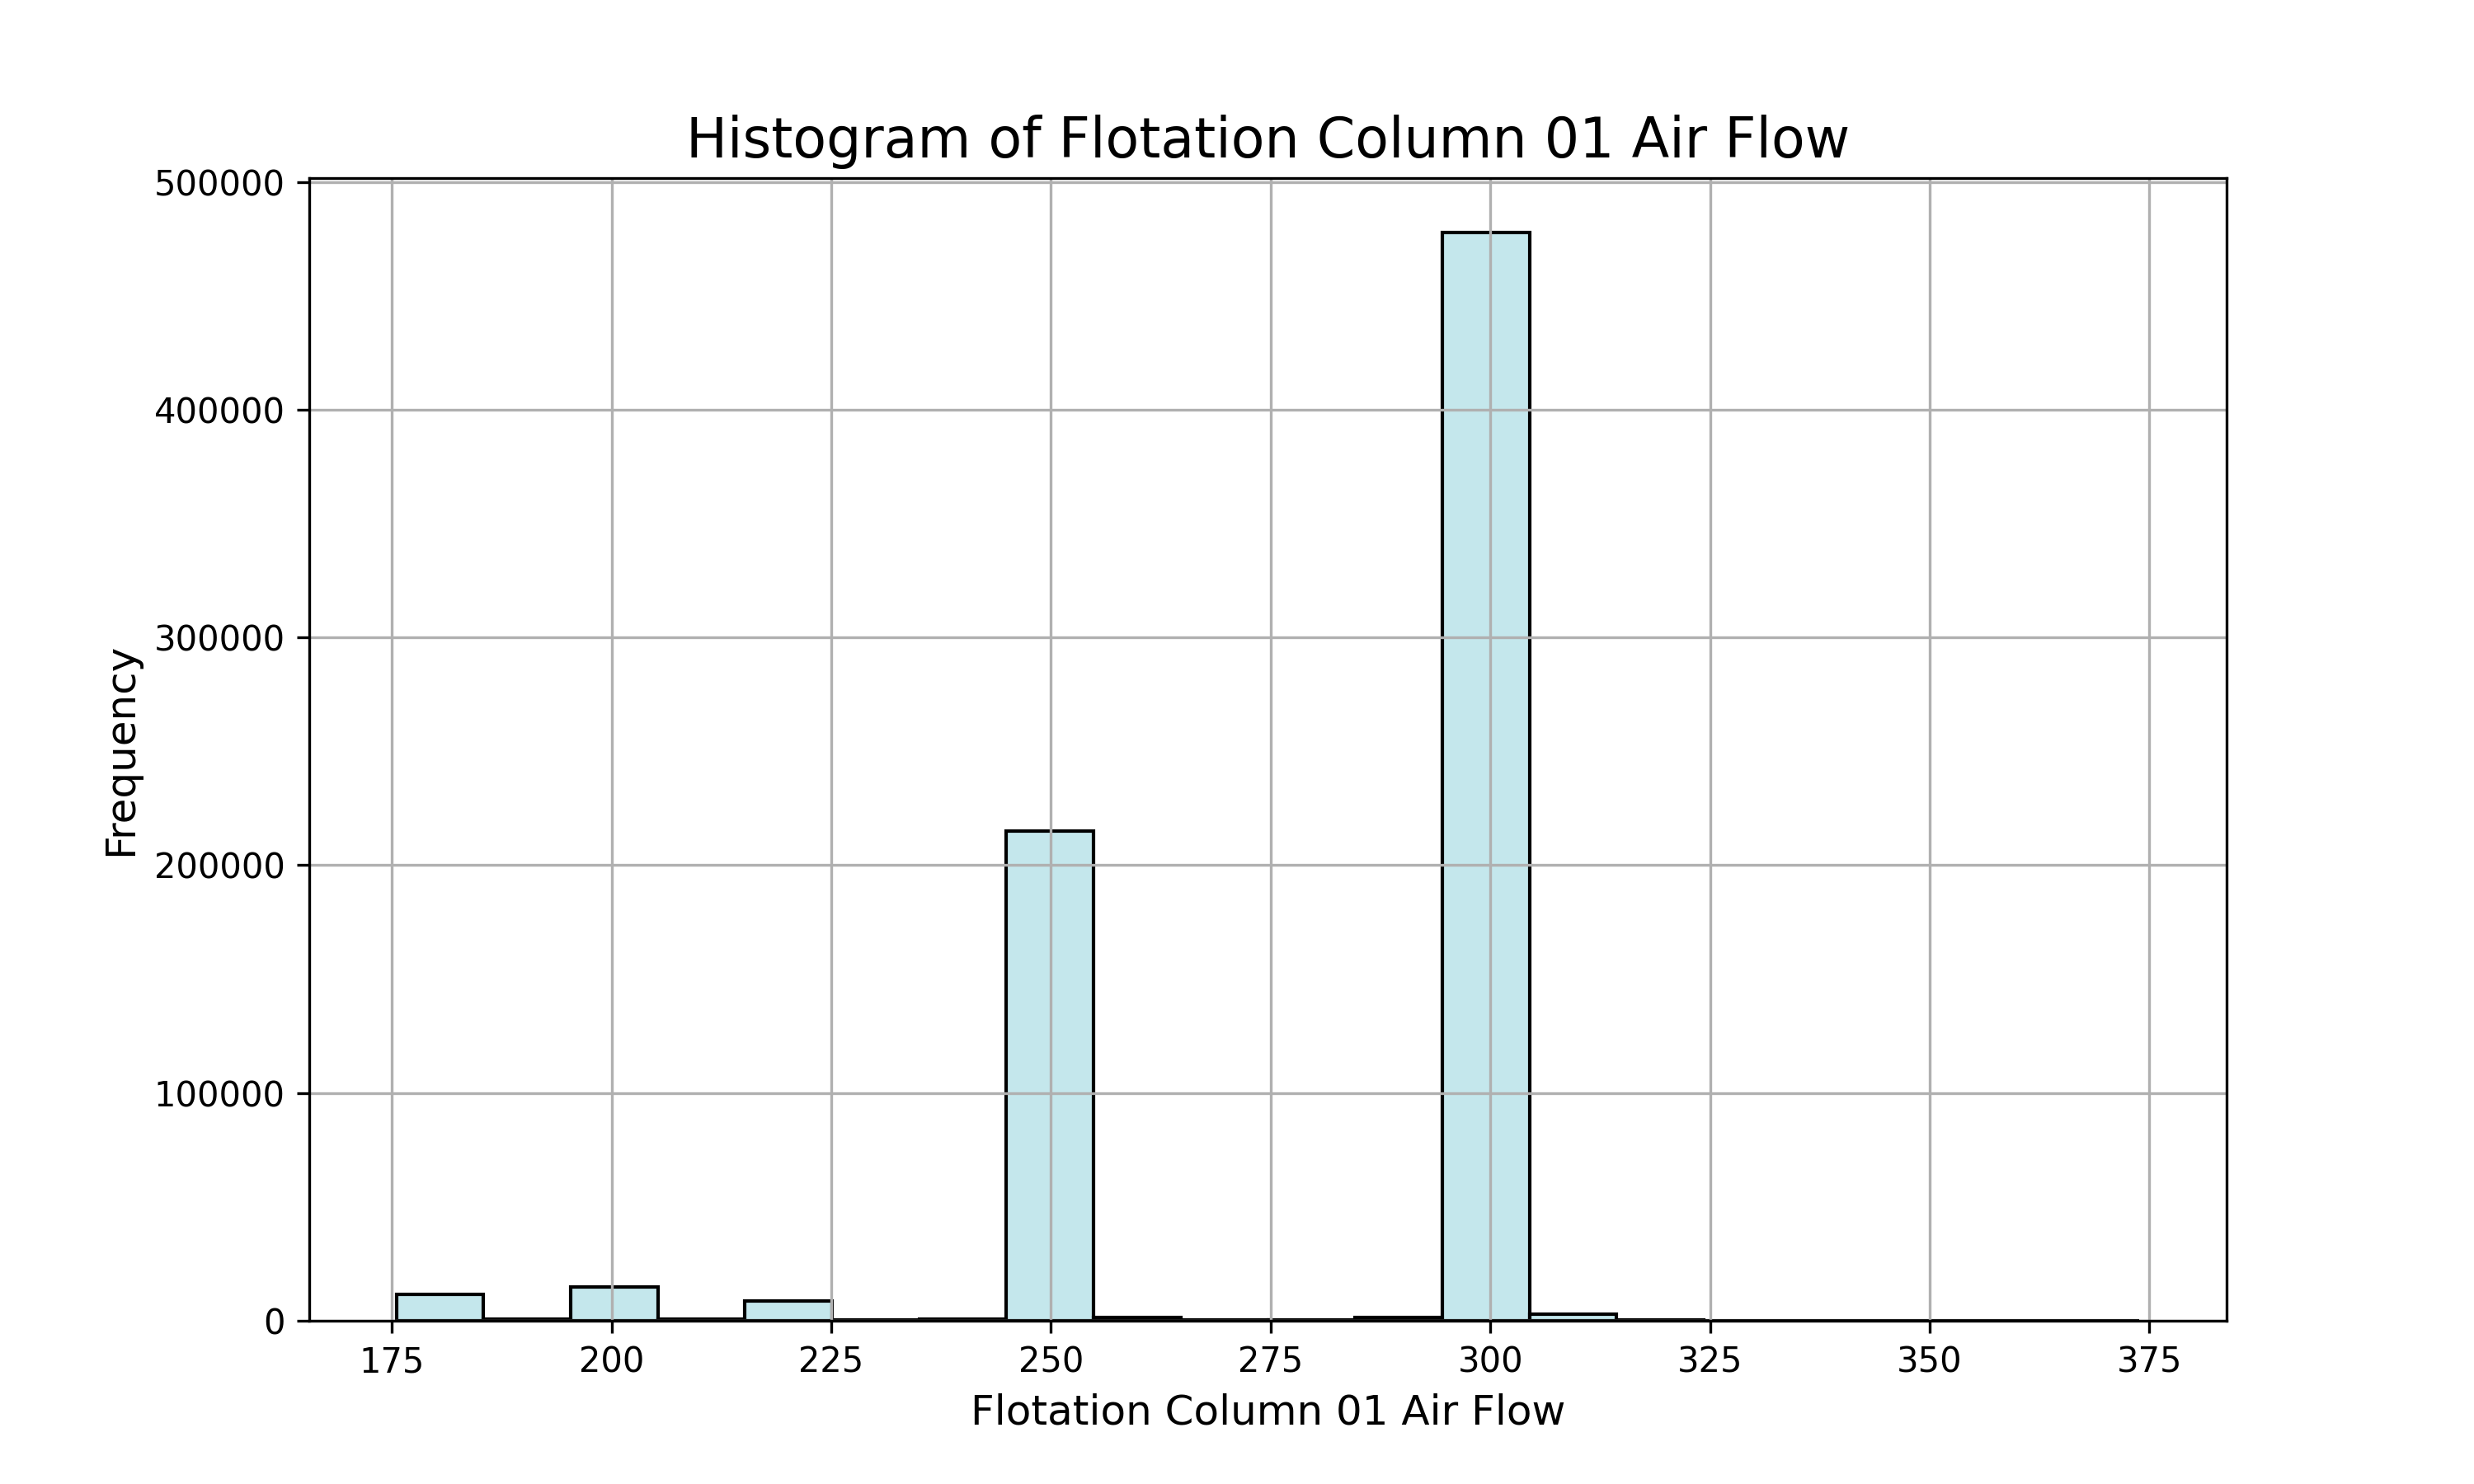 Histogram of Flotation Column 01 Air Flow
500000
400000
300000
200000
100000
0
Frequency
175 200 225 250 275 300 325 350 375
Flotation Column 01 Air Flow